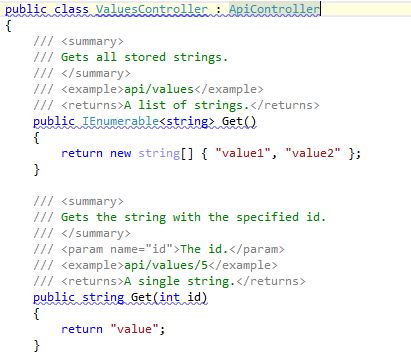 public class ValuesController : ApiController
{
/// <summary>
/// Gets all stored strings.
/// </summary>
/// <example>api/values</example>
/// <returns>A list of strings.</returns>
public IEnumerable<string> Get()
{
return new string[] { "value1", "value2" };
}
/// <summary>
/// Gets the string with the specified id.
/// </summary>
/// <param name="id">The id.</param>
/// <example>api/values/5</example>
/// <returns>A single string.</returns>
public string Get(int id)
{
return "value";
}